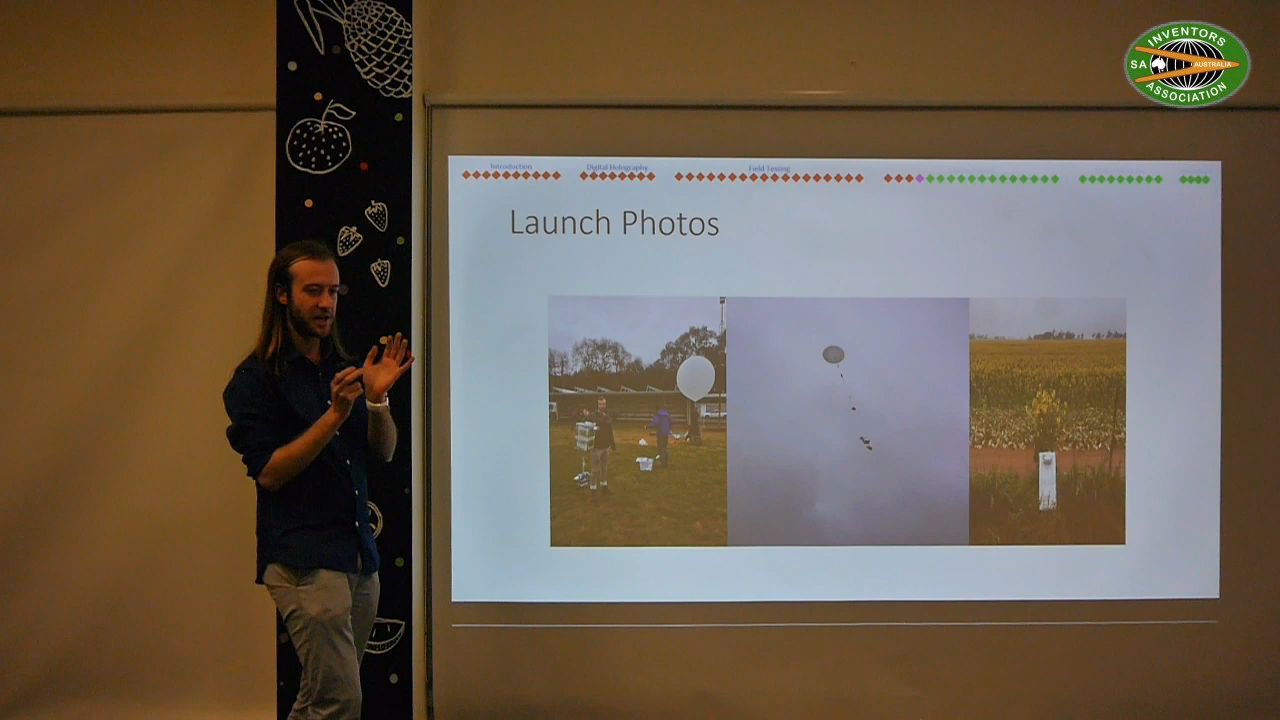 INVENTORS
SA AUSTRALIA
ASSOCIATION
Introduction Digital Holography Field Testing
Launch Photos